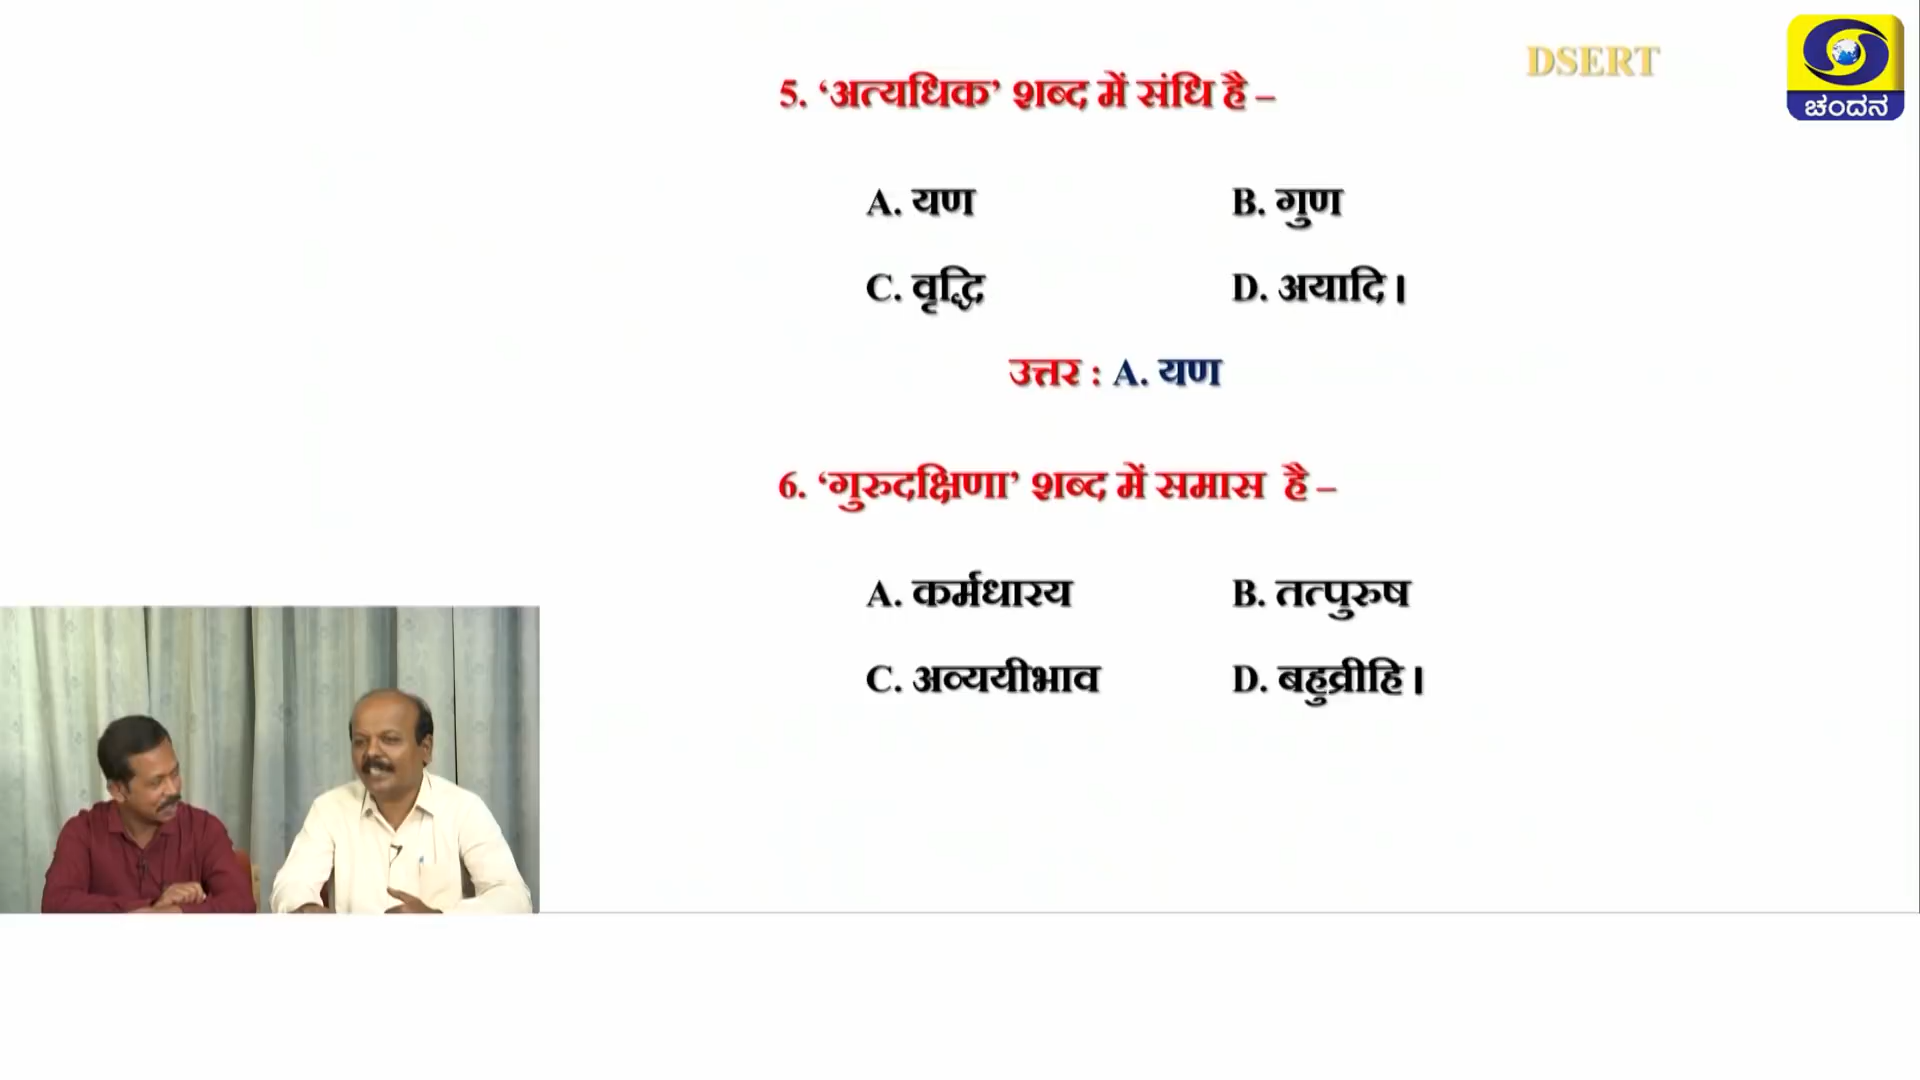 DSERT
ಚಂದನ
5. ‘अत्यधिक’ शब्द में संधि है –
A. यण B. गुण
C. वृद्धि D. अयादि ।
उत्तर : A. यण
6. ‘गुरुदक्षिणा’ शब्द में समास है –
A. कर्मधारय B. तत्पुरुष
C. अव्ययीभाव D. बहुव्रीहि ।